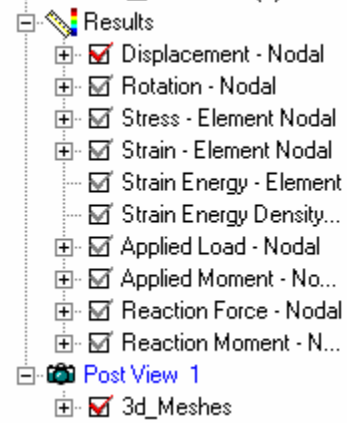 Results
Displacement - Nodal
Rotation - Nodal
Stress - Element Nodal
Strain - Element Nodal
Strain Energy - Element
Strain Energy Density...
Applied Load - Nodal
Applied Moment - No...
Reaction Force - Nodal
Reaction Moment - N...
Post View 1
3d_Meshes